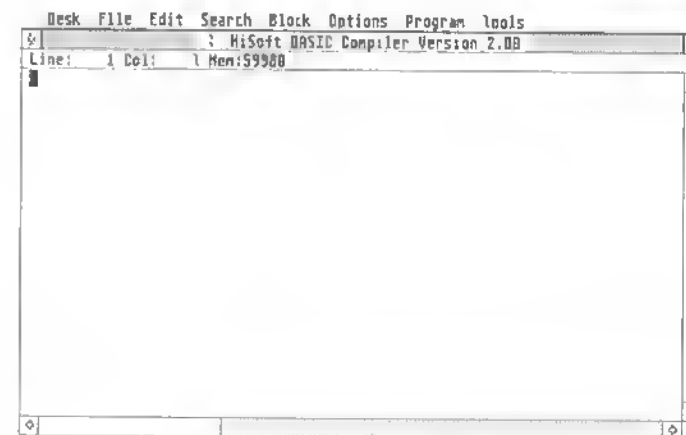 Desk File Edit Search Block Options Program Tools
HiSoft BASIC Compiler Version 2.00
Line: 1 Col: 1 Mem:59980